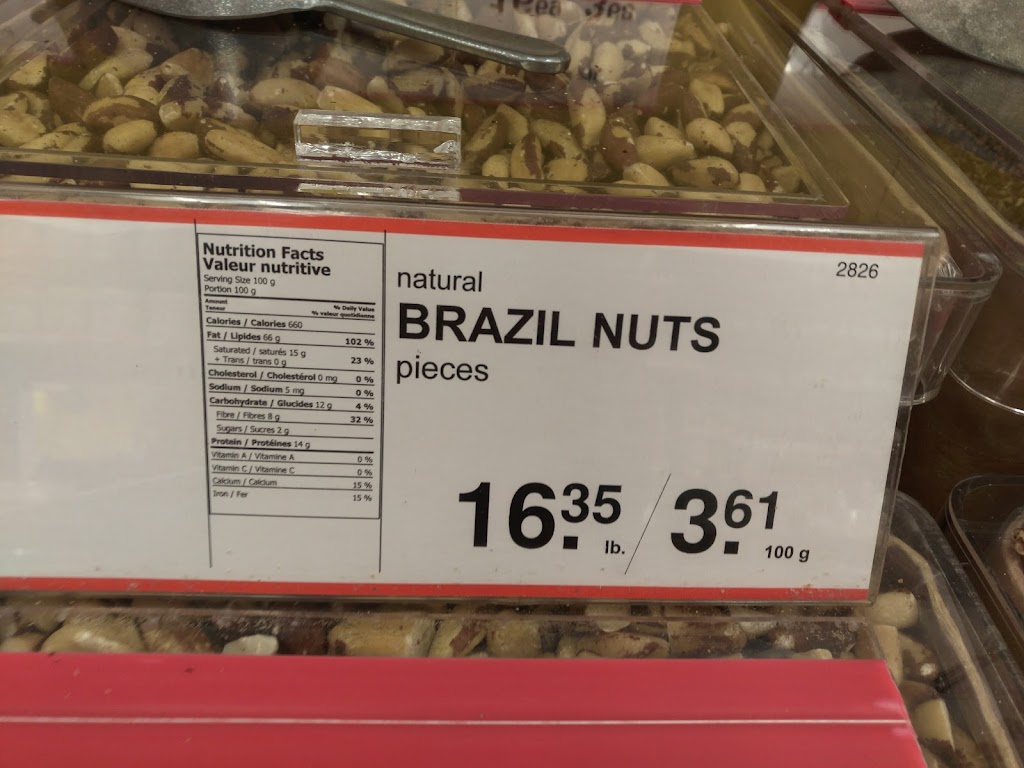 Nutrition Facts
Valeur nutritive
Serving Size 100 g
Portion 100 g
Amount % Daily Value
Teneur % valeur quotidienne
Calories / Calories 660
Fat / Lipides 66 g 102 %
Saturated / saturés 15 g
+ Trans / trans 0 g 23 %
Cholesterol / Cholestérol 0 mg 0 %
Sodium / Sodium 5 mg 0 %
Carbohydrate / Glucides 12 g 4 %
Fibre / Fibres 8 g 32 %
Sugars / Sucres 2 g
Protein / Protéines 14 g
Vitamin A / Vitamine A 0 %
Vitamin C / Vitamine C 0 %
Calcium / Calcium 15 %
Iron / Fer 15 %
2826
natural
BRAZIL NUTS
pieces
16.35 lb. / 3.61 100 g